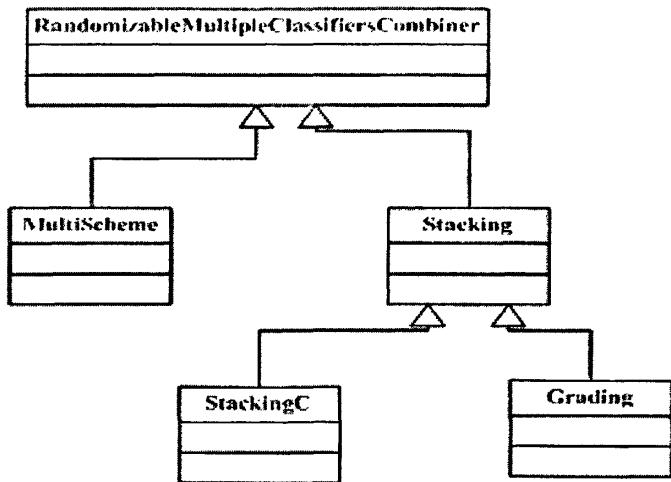 RandomizableMultipleClassifiersCombiner
MultiScheme
Stacking
StackingC
Grading